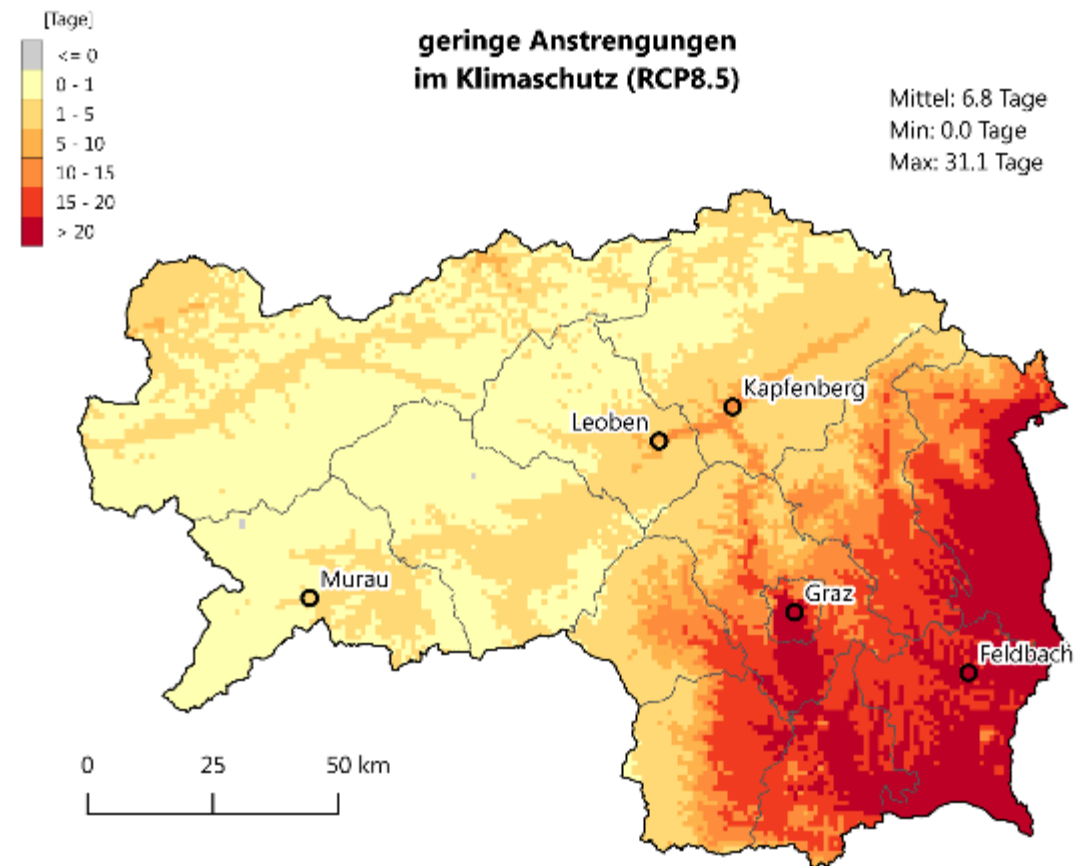 [Tage]
<= 0
0 - 1
1 - 5
5 - 10
10 - 15
15 - 20
> 20
geringe Anstrengungen
im Klimaschutz (RCP8.5)
Mittel: 6.8 Tage
Min: 0.0 Tage
Max: 31.1 Tage
Kapfenberg
Leoben
Murau
Graz
Feldbach
0 25 50 km